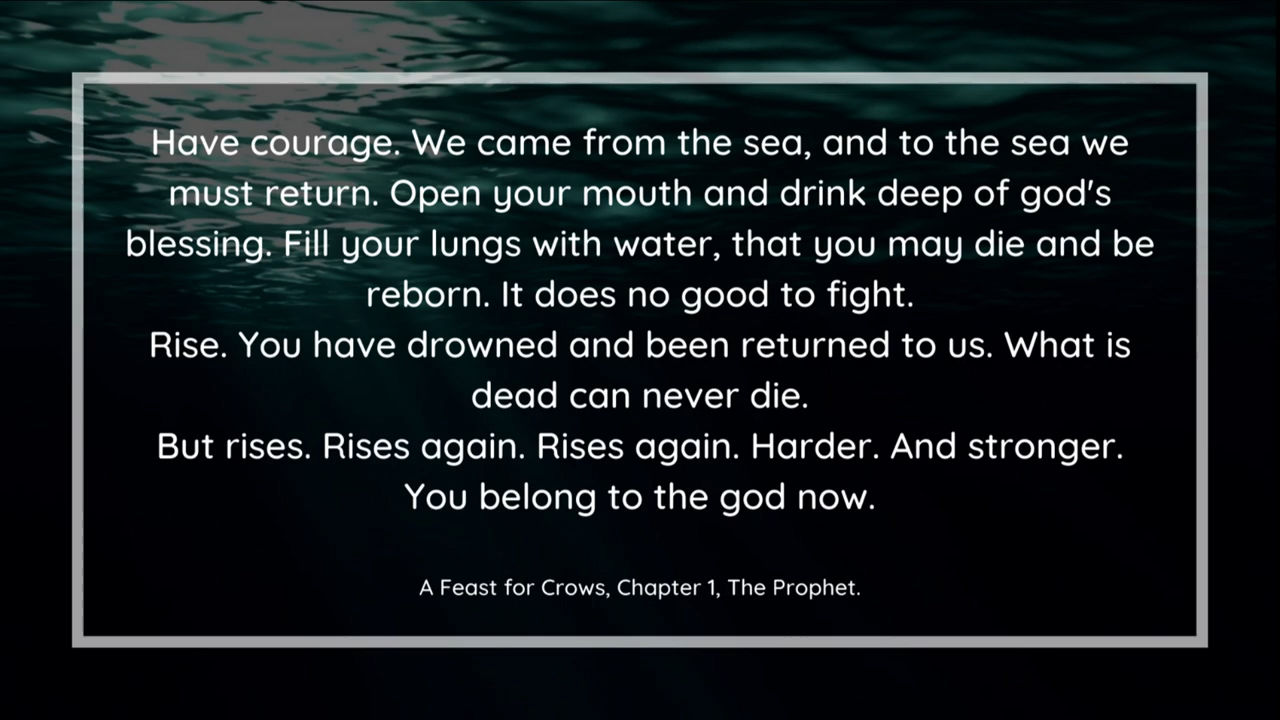 Have courage. We came from the sea, and to the sea we
must return. Open your mouth and drink deep of god's
blessing. Fill your lungs with water, that you may die and be
reborn. It does no good to fight.
Rise. You have drowned and been returned to us. What is
dead can never die.
But rises. Rises again. Rises again. Harder. And stronger.
You belong to the god now.
A Feast for Crows, Chapter 1, The Prophet.